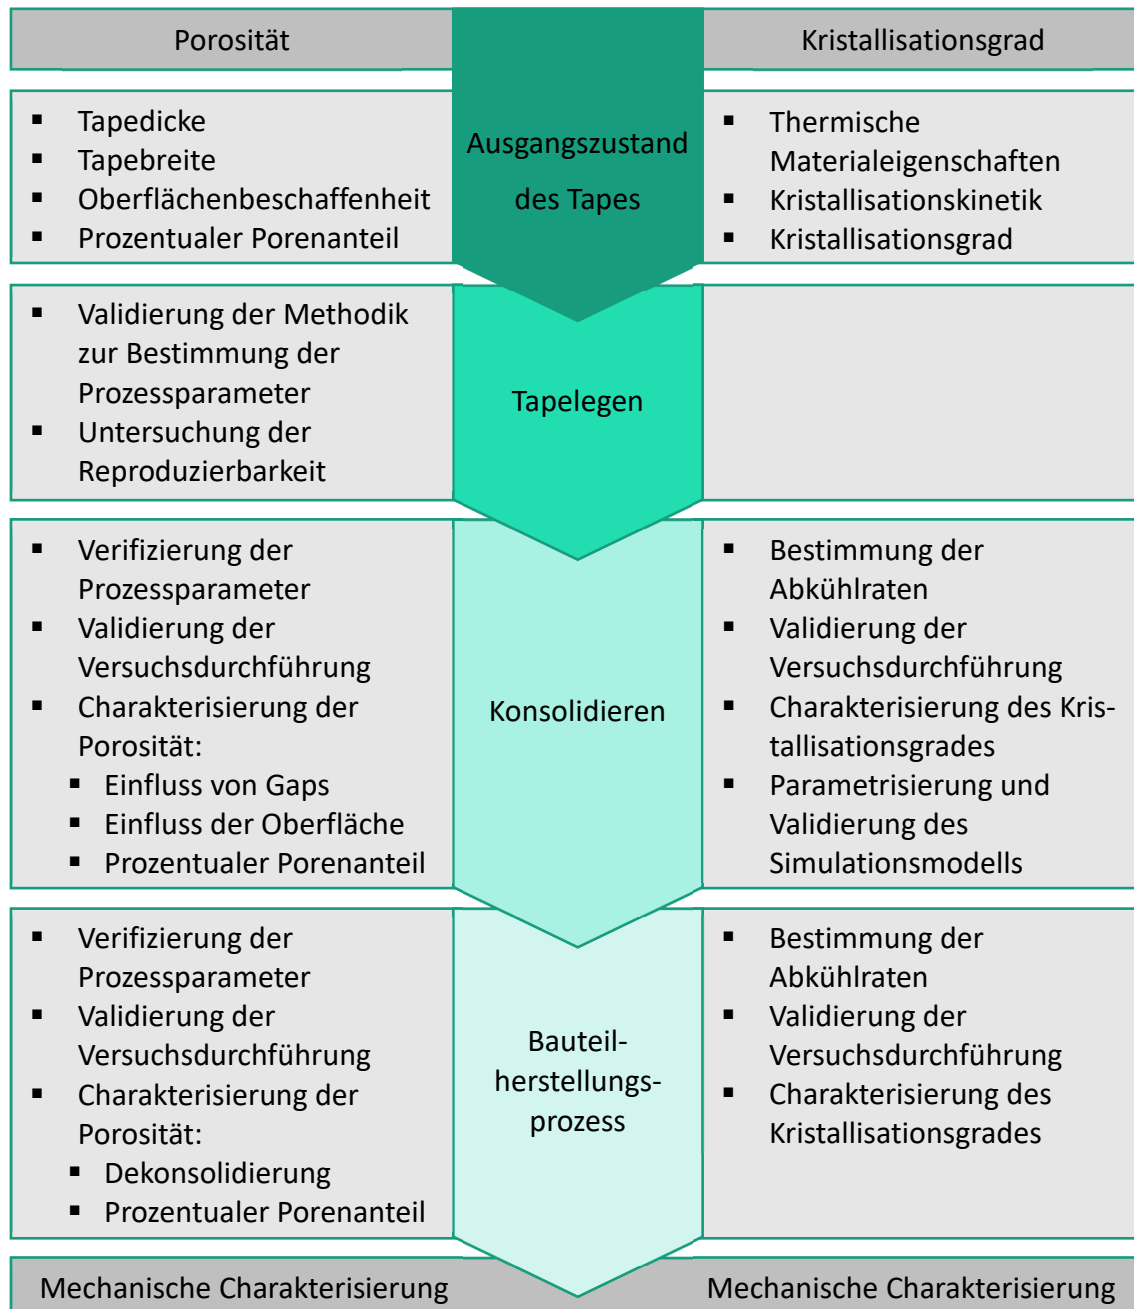 Porosität
Kristallisationsgrad
Ausgangszustand
des Tapes
▪ Tapedicke
▪ Tapebreite
▪ Oberflächenbeschaffenheit
▪ Prozentualer Porenanteil
▪ Thermische
Materialeigenschaften
▪ Kristallisationskinetik
▪ Kristallisationsgrad
▪ Validierung der Methodik
zur Bestimmung der
Prozessparameter
▪ Untersuchung der
Reproduzierbarkeit
Tapelegen
▪ Verifizierung der
Prozessparameter
▪ Validierung der
Versuchsdurchführung
▪ Charakterisierung der
Porosität:
▪ Einfluss von Gaps
▪ Einfluss der Oberfläche
▪ Prozentualer Porenanteil
Konsolidieren
▪ Bestimmung der
Abkühlraten
▪ Validierung der
Versuchsdurchführung
▪ Charakterisierung des Kris-
tallisationsgrades
▪ Parametrisierung und
Validierung des
Simulationsmodells
▪ Verifizierung der
Prozessparameter
▪ Validierung der
Versuchsdurchführung
▪ Charakterisierung der
Porosität:
▪ Dekonsolidierung
▪ Prozentualer Porenanteil
Bauteil-
herstellungs-
prozess
▪ Bestimmung der
Abkühlraten
▪ Validierung der
Versuchsdurchführung
▪ Charakterisierung des
Kristallisationsgrades
Mechanische Charakterisierung
Mechanische Charakterisierung